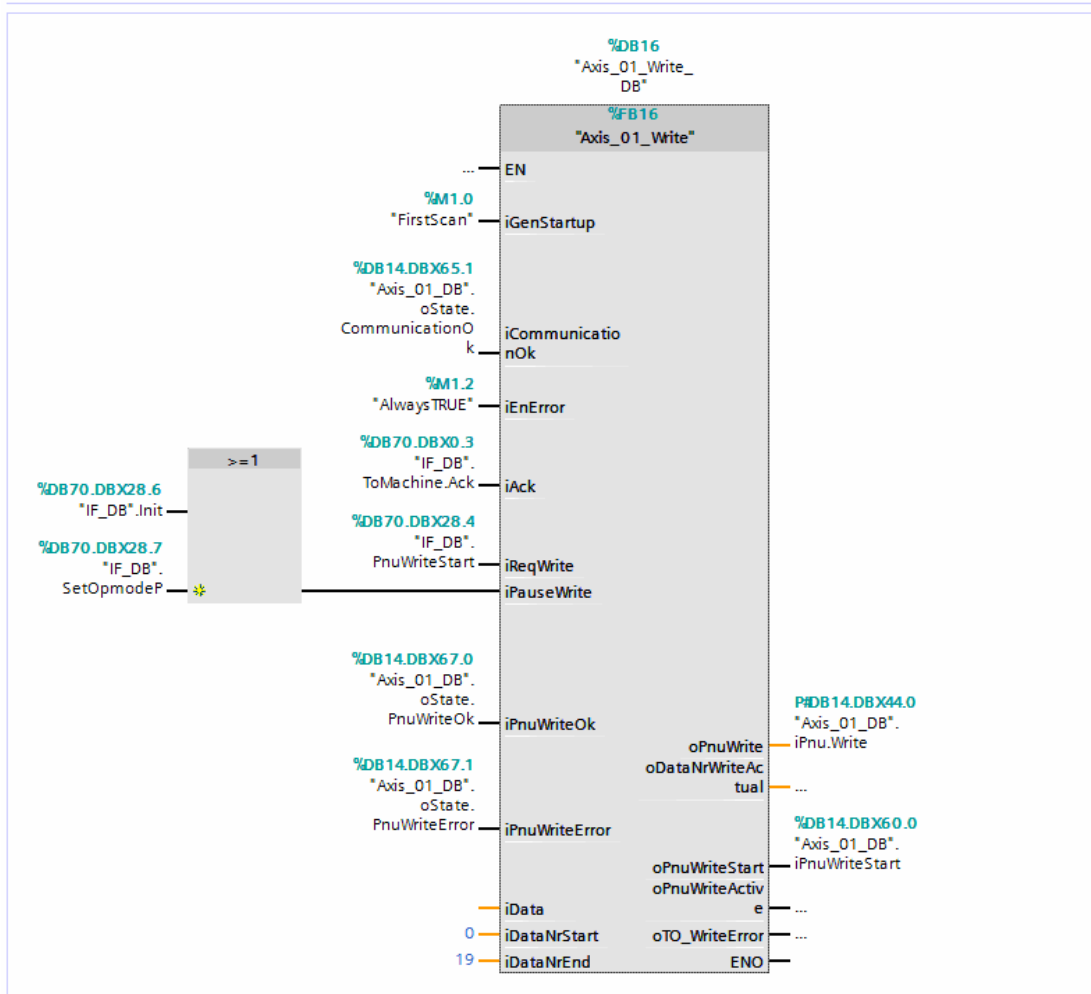 %DB16
"Axis_01_Write_
DB"
%FB16
"Axis_01_Write"
... EN
%M1.0
"FirstScan" iGenStartup
%DB14.DBX65.1
"Axis_01_DB".
oState.
CommunicationO
k
iCommunicatio
nOk
%M1.2
"AlwaysTRUE" iEnError
%DB70.DBX0.3
"IF_DB".
ToMachine.Ack iAck
>=1
%DB70.DBX28.6
"IF_DB".Init
%DB70.DBX28.7
"IF_DB".
SetOpmodeP
%DB70.DBX28.4
"IF_DB".
PnuWriteStart iReqWrite
iPauseWrite
%DB14.DBX67.0
"Axis_01_DB".
oState.
PnuWriteOk iPnuWriteOk
%DB14.DBX67.1
"Axis_01_DB".
oState.
PnuWriteError iPnuWriteError
iData
0 iDataNrStart
19 iDataNrEnd
P#DB14.DBX44.0
"Axis_01_DB".
oPnuWrite iPnu.Write
oDataNrWriteAc
tual ...
%DB14.DBX60.0
"Axis_01_DB".
oPnuWriteStart iPnuWriteStart
oPnuWriteActiv
e ...
oTO_WriteError ...
ENO